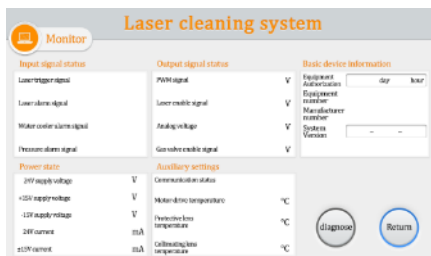 Laser cleaning system
Monitor
Input signal status
Laser trigger signal
Laser alarm signal
Water cooler alarm signal
Pressure alarm signal
Output signal status
PWM signal V
Laser enable signal
Analog voltage V
Gas valve enable signal V
Basic device information
Equipment
Authorization day hour
Equipment
number
Manufacturer
number
System
Version - -
Power state
24V supply voltage V
+15V supply voltage V
-15V supply voltage V
24V current mA
±15V current mA
Auxiliary settings
Communication status
Motor drive temperature °C
Protective lens
temperature °C
Collimating lens
temperature °C
diagnose
Return